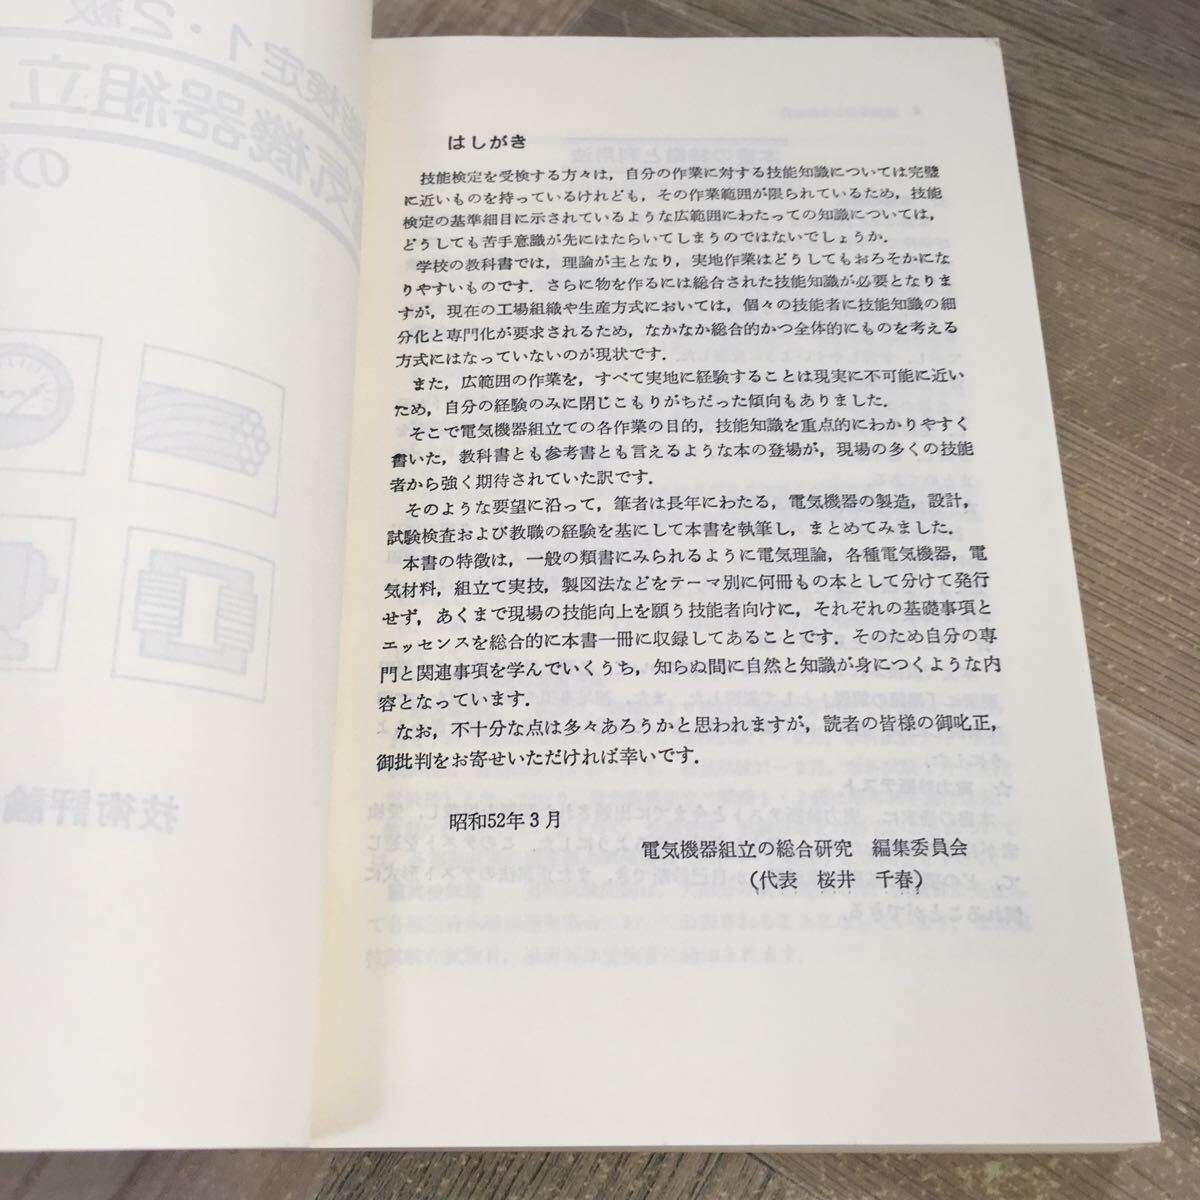 はしがき
技能検定を受検する方々は，自分の作業に対する技能知識については完璧
に近いものを持っているけれども，その作業範囲が限られているため，技能
検定の基準細目に示されているような広範囲にわたっての知識については，
どうしても苦手意識が先にはたらいてしまうのではないでしょうか．
学校の教科書では，理論が主となり，実地作業はどうしてもおろそかにな
りやすいものです．さらに物を作るには総合された技能知識が必要となりま
すが，現在の工場組織や生産方式においては，個々の技能者に技能知識の細
分化と専門化が要求されるため，なかなか総合的かつ全体的にものを考える
方式にはなっていないのが現状です．
また，広範囲の作業を，すべて実地に経験することは現実に不可能に近い
ため，自分の経験のみに閉じこもりがちだった傾向もありました．
そこで電気機器組立ての各作業の目的，技能知識を重点的にわかりやすく
書いた，教科書とも参考書とも言えるような本の登場が，現場の多くの技能
者から強く期待されていた訳です．
そのような要望に沿って，筆者は長年にわたる，電気機器の製造，設計，
試験検査および教職の経験を基にして本書を執筆し，まとめてみました．
本書の特徴は，一般の類書にみられるように電気理論，各種電気機器，電
気材料，組立て実技，製図法などをテーマ別に何冊もの本として分けて発行
せず，あくまで現場の技能向上を願う技能者向けに，それぞれの基礎事項と
エッセンスを総合的に本書一冊に収録してあることです．そのため自分の専
門と関連事項を学んでいくうち，知らぬ間に自然と知識が身につくような内
容となっています．
なお，不十分な点は多々あろうかと思われますが，読者の皆様の御叱正，
御批判をお寄せいただければ幸いです．
昭和52年3月
電気機器組立の総合研究　編集委員会
（代表　桜井　千春）